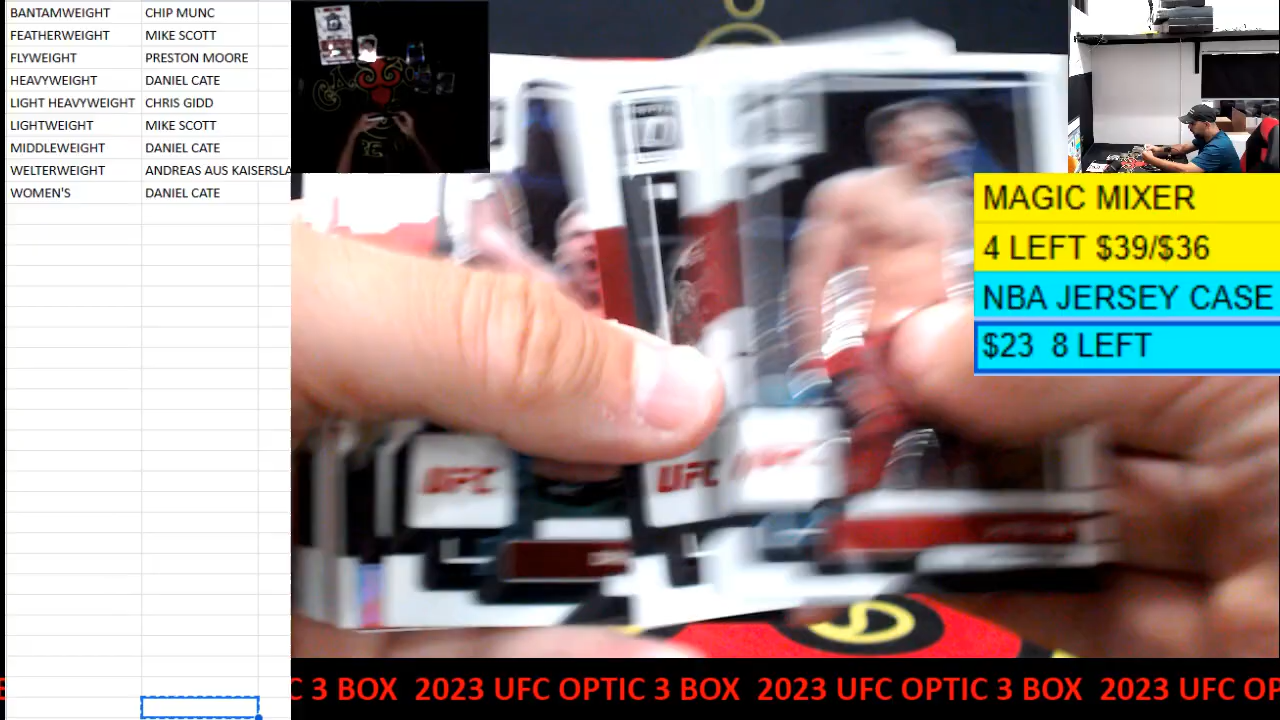 BANTAMWEIGHT CHIP MUNC
FEATHERWEIGHT MIKE SCOTT
FLYWEIGHT PRESTON MOORE
HEAVYWEIGHT DANIEL CATE
LIGHT HEAVYWEIGHT CHRIS GIDD
LIGHTWEIGHT MIKE SCOTT
MIDDLEWEIGHT DANIEL CATE
WELTERWEIGHT ANDREAS AUS KAISERSLA
WOMEN'S DANIEL CATE
MAGIC MIXER
4 LEFT $39/$36
NBA JERSEY CASE
$23 8 LEFT
UFC
UFC
C 3 BOX 2023 UFC OPTIC 3 BOX 2023 UFC OPTIC 3 BOX 2023 UFC OP